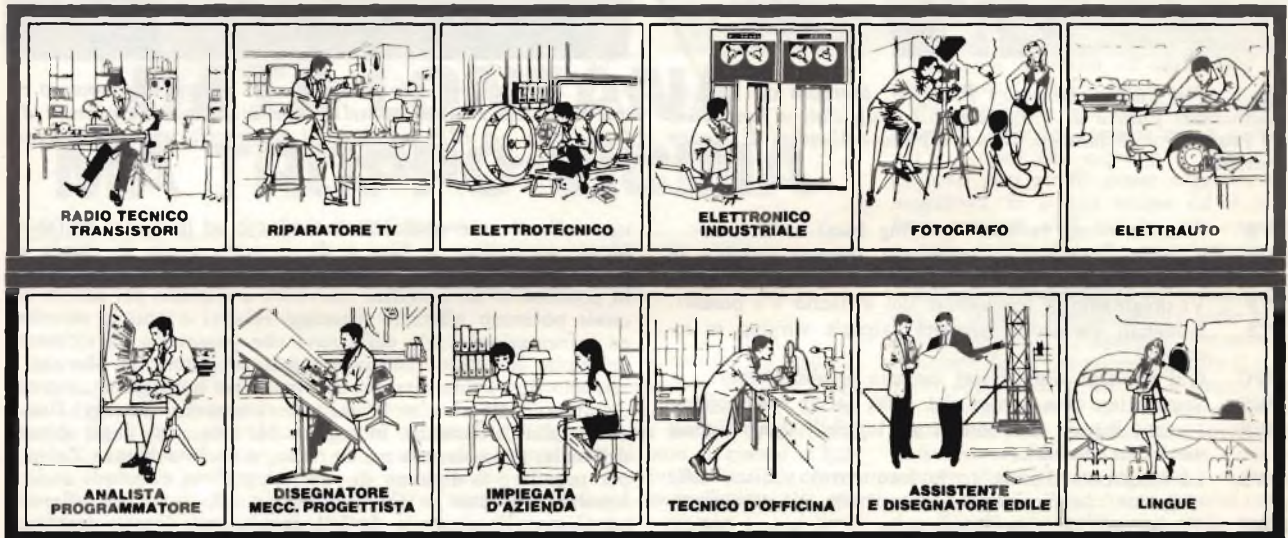 RADIO TECNICO
TRANSISTORI
RIPARATORE TV
ELETTROTECNICO
ELETTRONICO
INDUSTRIALE
FOTOGRAFO
ELETTRAUTO
ANALISTA
PROGRAMMATORE
DISEGNATORE
MECC. PROGETTISTA
IMPIEGATA
D'AZIENDA
TECNICO D'OFFICINA
ASSISTENTE
E DISEGNATORE EDILE
LINGUE